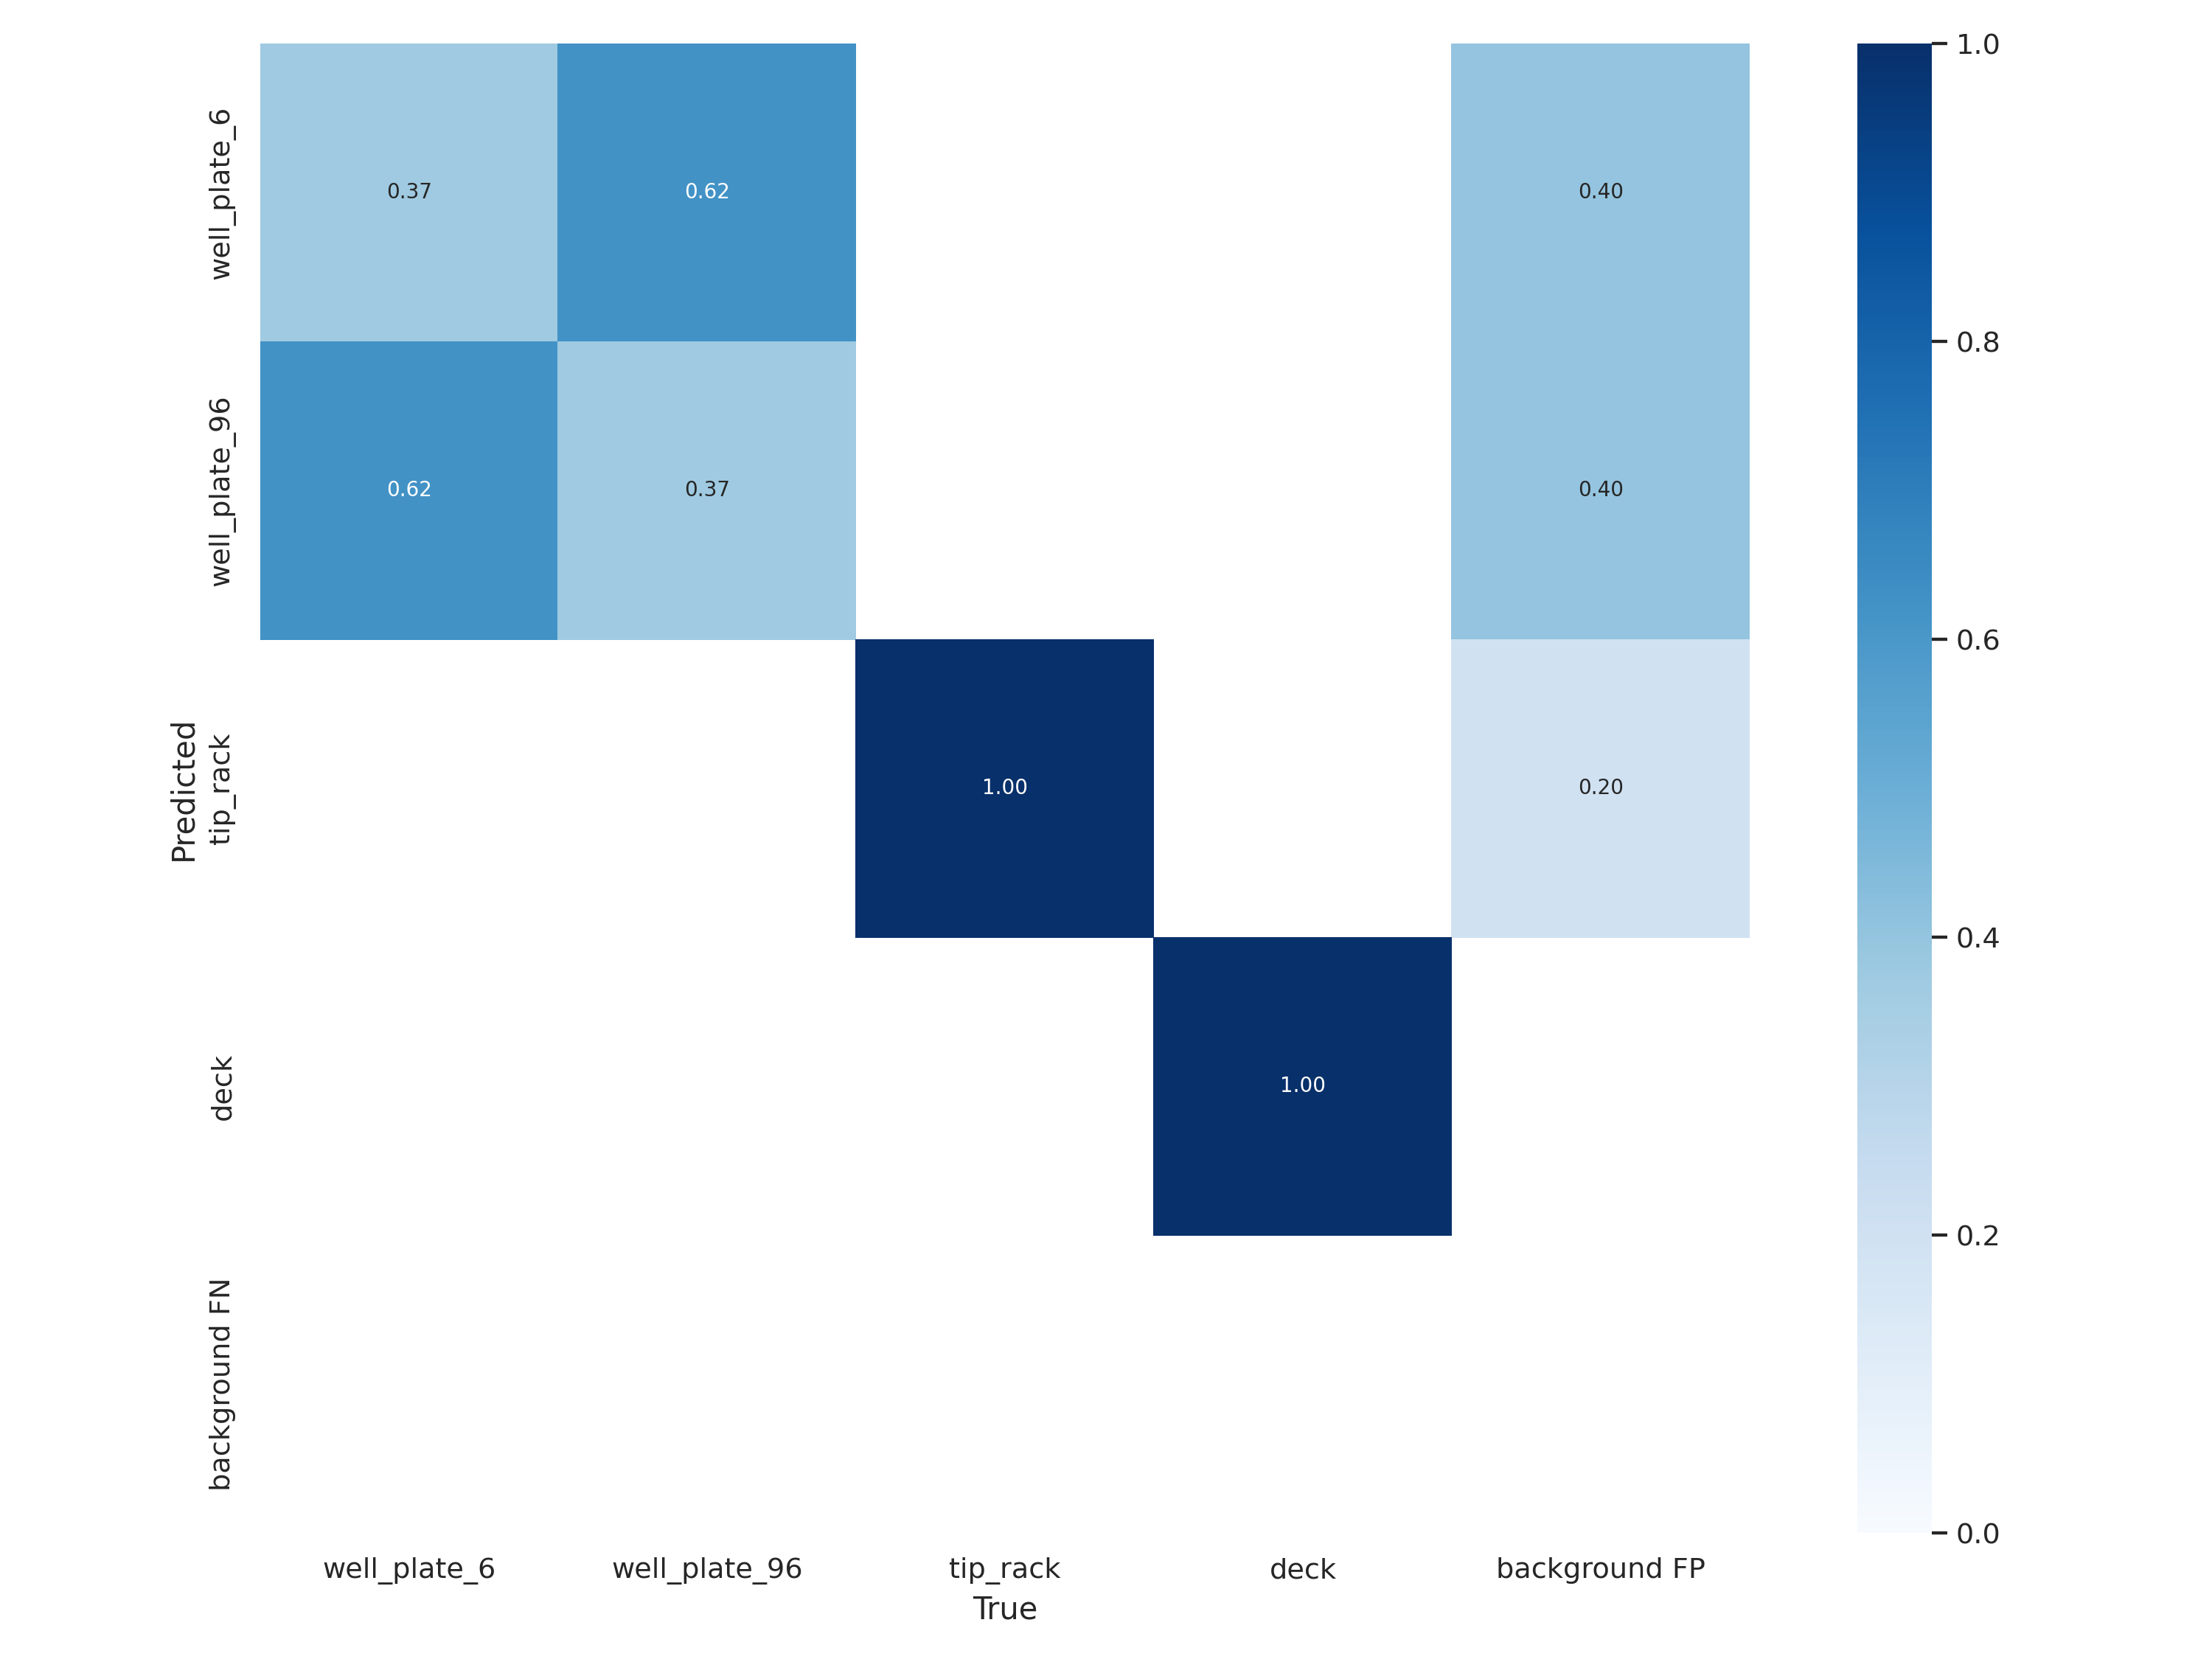 1.0
well_plate_6
0.37
0.62
0.40
0.8
well_plate_96
0.62
0.37
0.40
0.6
Predicted
tip_rack
1.00
0.20
0.4
deck
1.00
0.2
background FN
0.0
well_plate_6
well_plate_96
tip_rack
deck
background FP
True